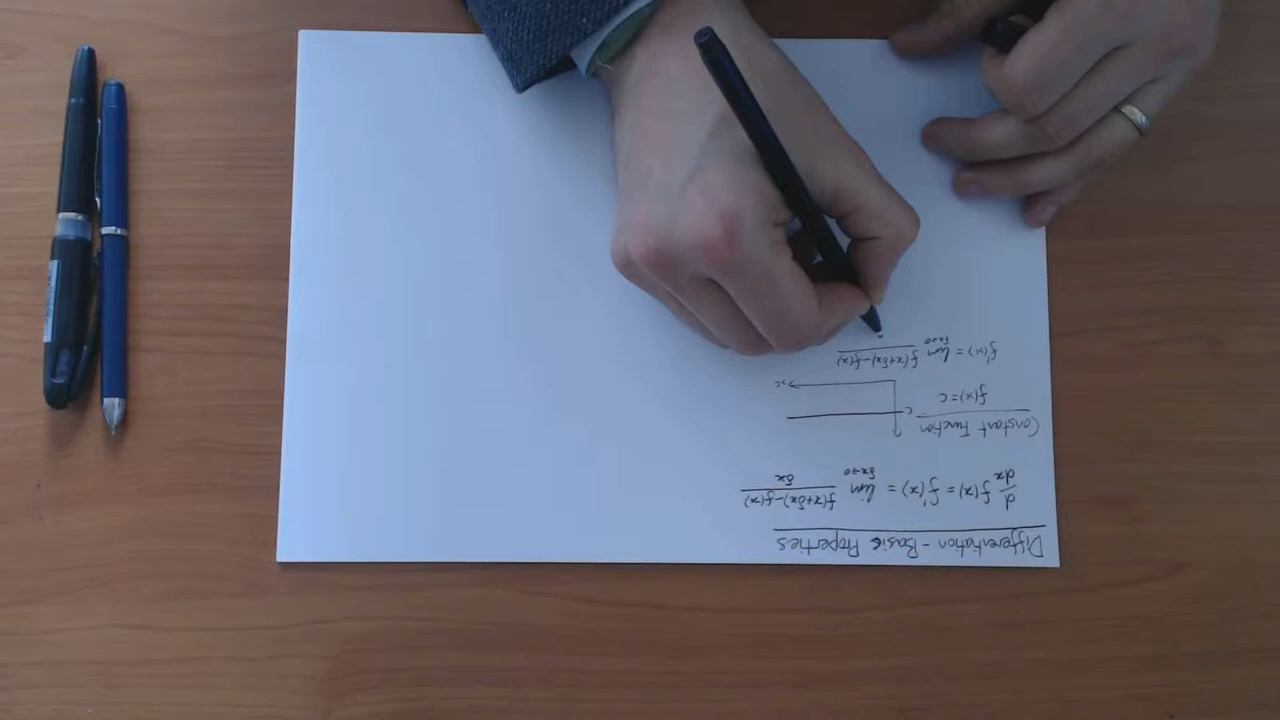 Differentiation - Basic Properties
d/dx f(x) = f'(x) = lim δx→0 f(x+δx)-f(x)/δx
Constant Function
f(x) = c
c
x
f'(x) = lim δx→0 f(x+δx)-f(x)